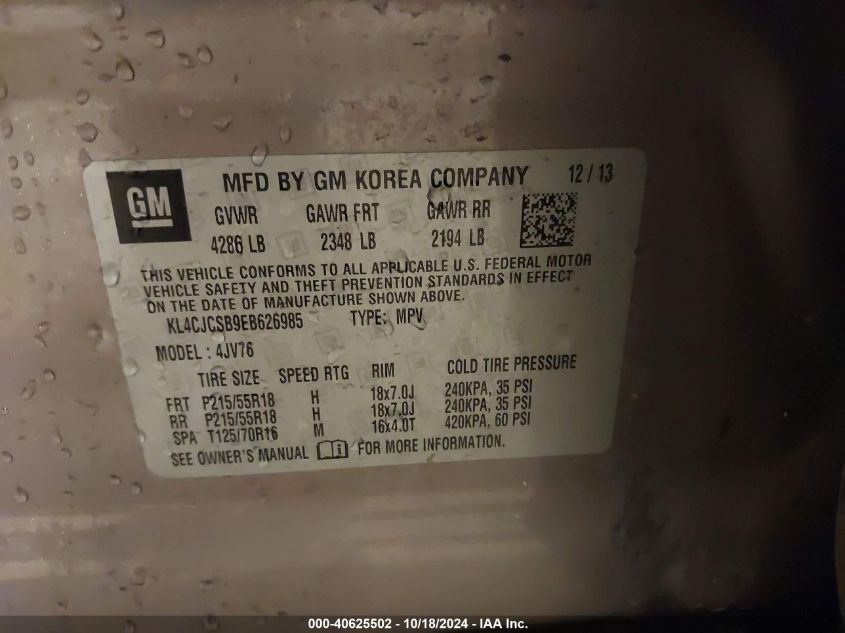 GM
MFD BY GM KOREA COMPANY 12 / 13
GVWR GAWR FRT GAWR RR
4286 LB 2348 LB 2194 LB
THIS VEHICLE CONFORMS TO ALL APPLICABLE U.S. FEDERAL MOTOR
VEHICLE SAFETY AND THEFT PREVENTION STANDARDS IN EFFECT
ON THE DATE OF MANUFACTURE SHOWN ABOVE.
KL4CJCSB9EB626985 TYPE: MPV
MODEL : 4JV76
TIRE SIZE SPEED RTG RIM COLD TIRE PRESSURE
FRT P215/55R18 H 18x7.0J 240KPA, 35 PSI
RR P215/55R18 H 18x7.0J 240KPA, 35 PSI
SPA T125/70R16 M 16x4.0T 420KPA, 60 PSI
SEE OWNER'S MANUAL FOR MORE INFORMATION.
000-40625502 - 10/18/2024 - IAA Inc.